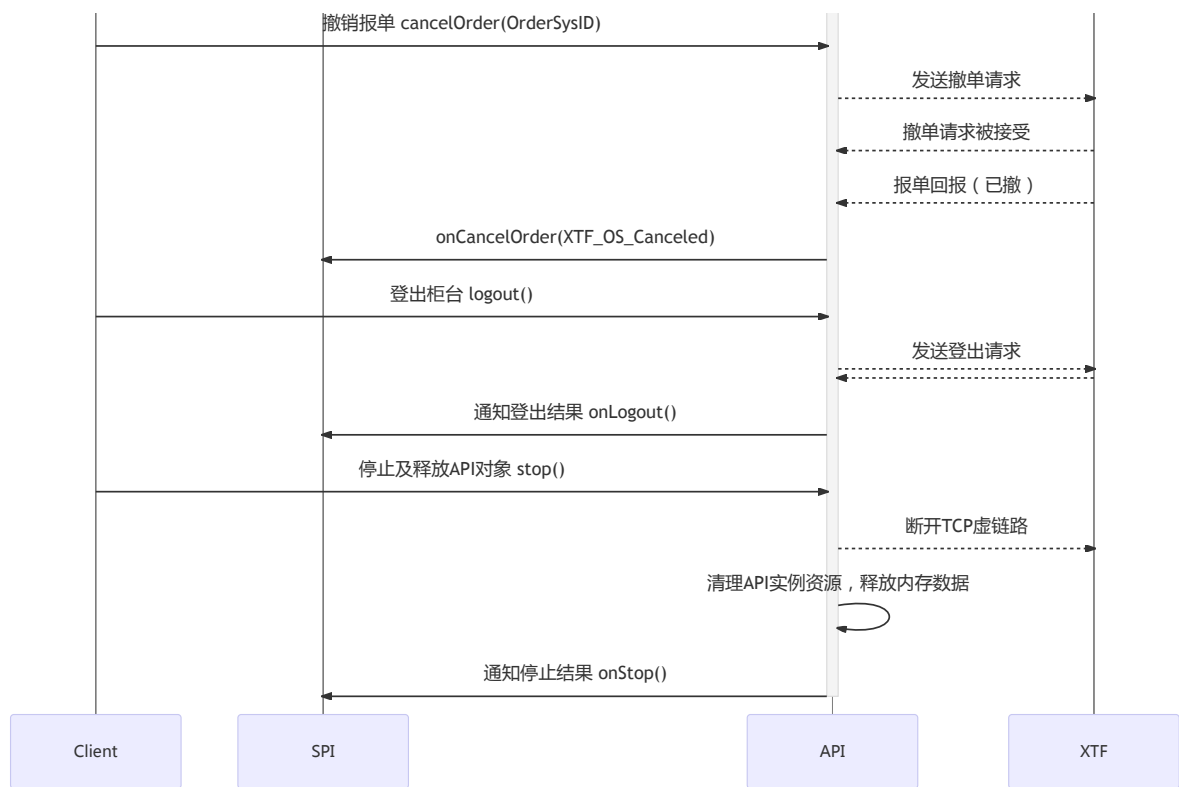 撤销报单 cancelOrder(OrderSysID)
发送撤单请求
撤单请求被接受
报单回报（已撤）
onCancelOrder(XTF_OS_Canceled)
登出柜台 logout()
发送登出请求
通知登出结果 onLogout()
停止及释放API对象 stop()
断开TCP虚链路
清理API实例资源，释放内存数据
通知停止结果 onStop()
Client
SPI
API
XTF